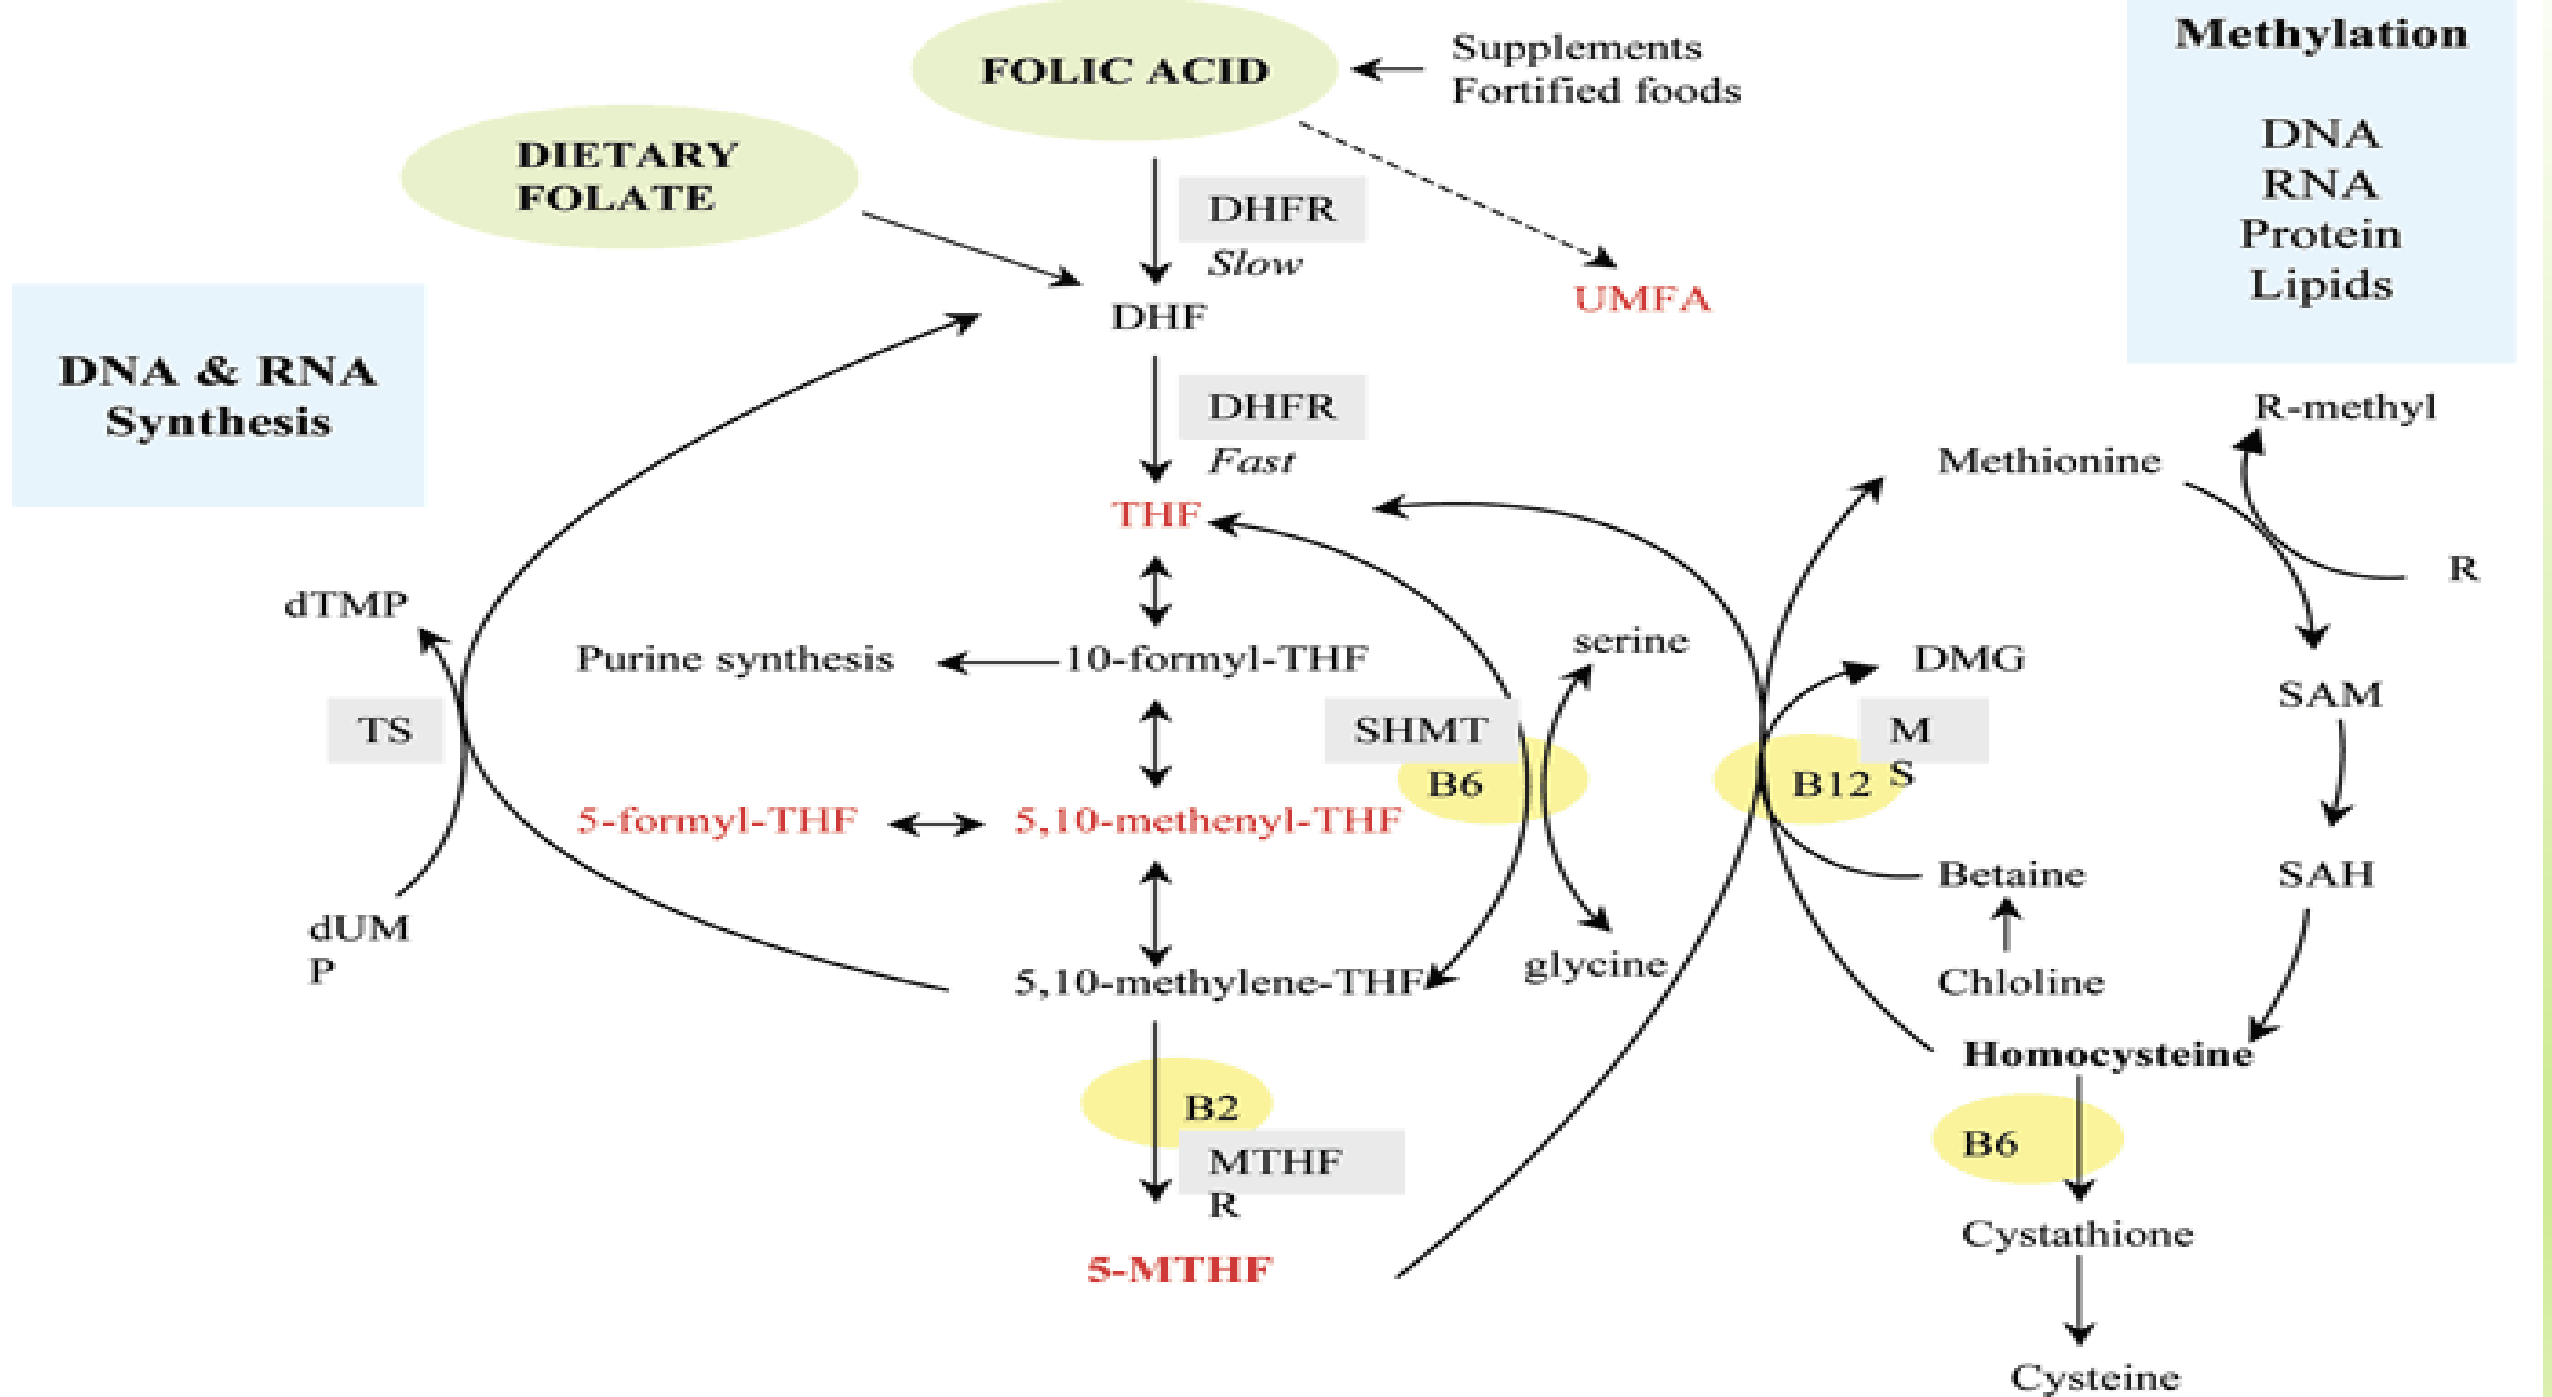 FOLIC ACID
Supplements
Fortified foods
Methylation
DNA
RNA
Protein
Lipids
DIETARY
FOLATE
DHFR
Slow
UMFA
DHF
DNA & RNA
Synthesis
DHFR
Fast
R-methyl
Methionine
THF
R
dTMP
Purine synthesis
10-formyl-THF
serine
DMG
SAM
TS
SHMT
B6
B12
M
S
5-formyl-THF
5,10-methenyl-THF
Betaine
SAH
dUM
P
5,10-methylene-THF
glycine
Chloline
Homocysteine
B2
MTHF
R
B6
5-MTHF
Cystathione
Cysteine